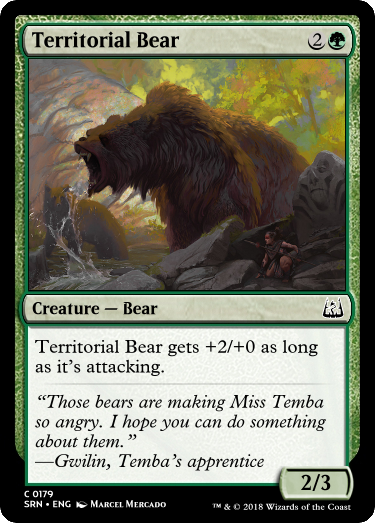 Territorial Bear 2
Creature — Bear
Territorial Bear gets +2/+0 as long
as it's attacking.
“Those bears are making Miss Temba
so angry. I hope you can do something
about them.”
—Gwilin, Temba's apprentice
2/3
C 0179
SRN • ENG Marcel Mercado
™ & © 2018 Wizards of the Coast